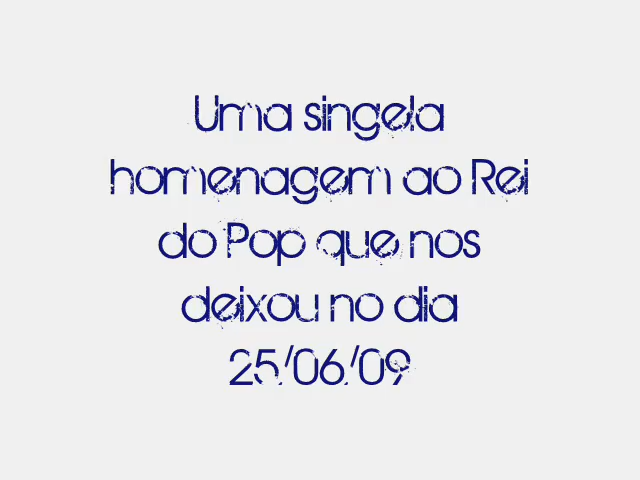 Uma singela
homenagem ao Rei
do Pop que nos
deixou no dia
25/06/09